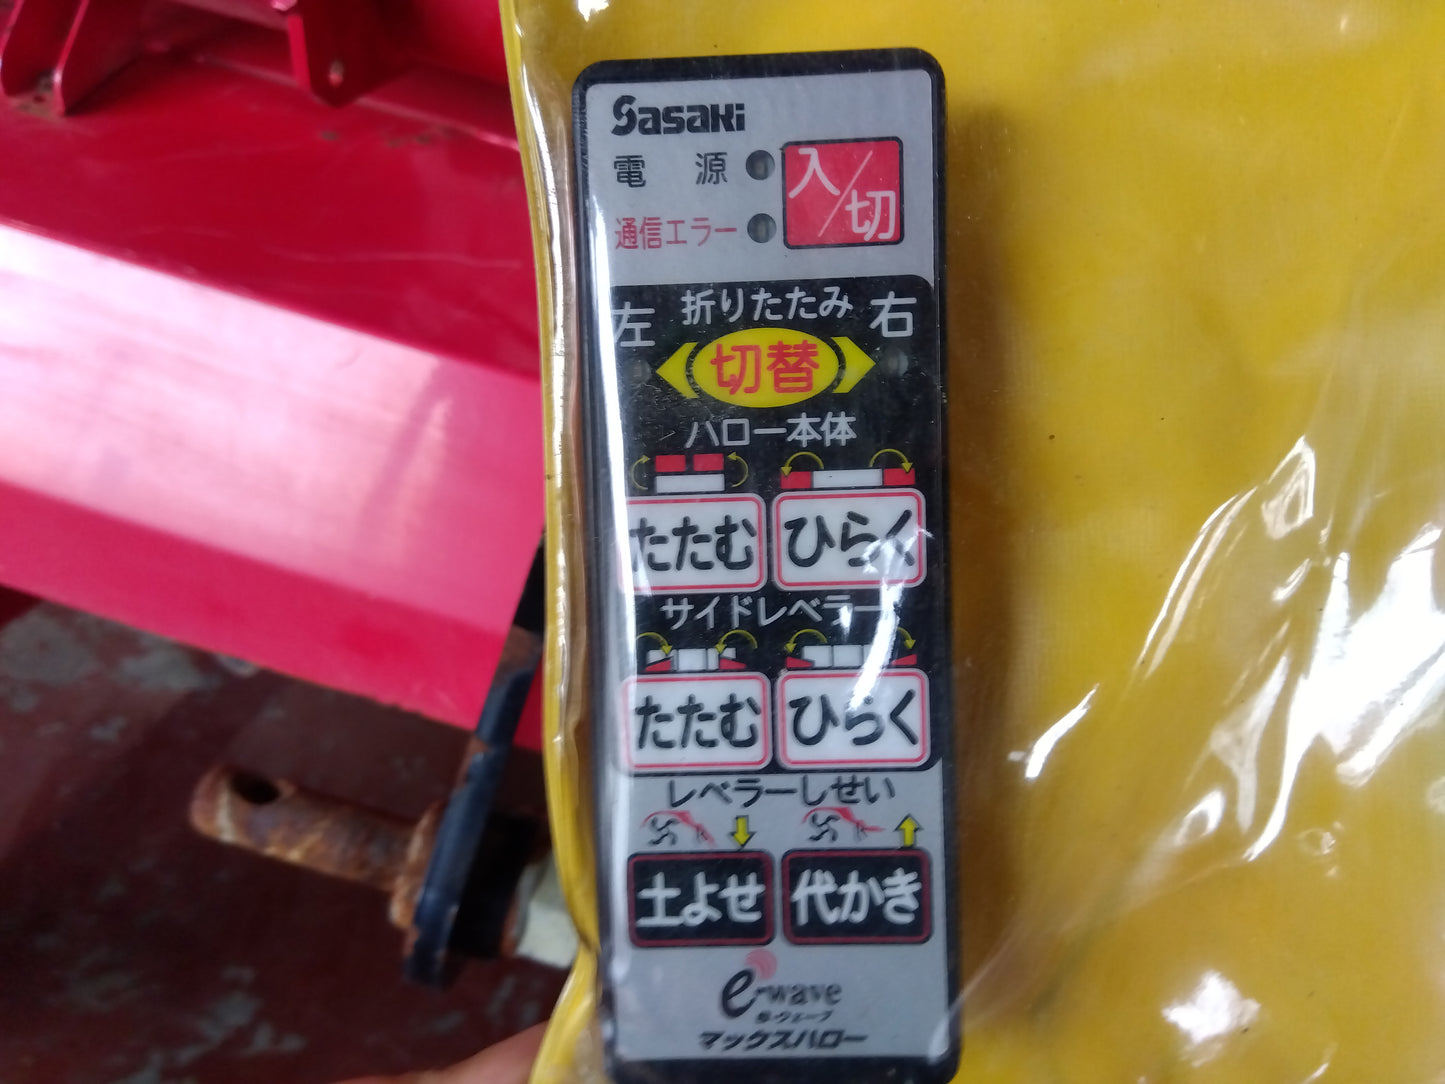 Sasaki
電源 入/切
通信エラー
左 折りたたみ 右
切替
ハロー本体
たたむ ひらく
サイドレベラー
たたむ ひらく
レベラーしせい
土よせ 代かき
e-wave
イーウェーブ
マックスハロー